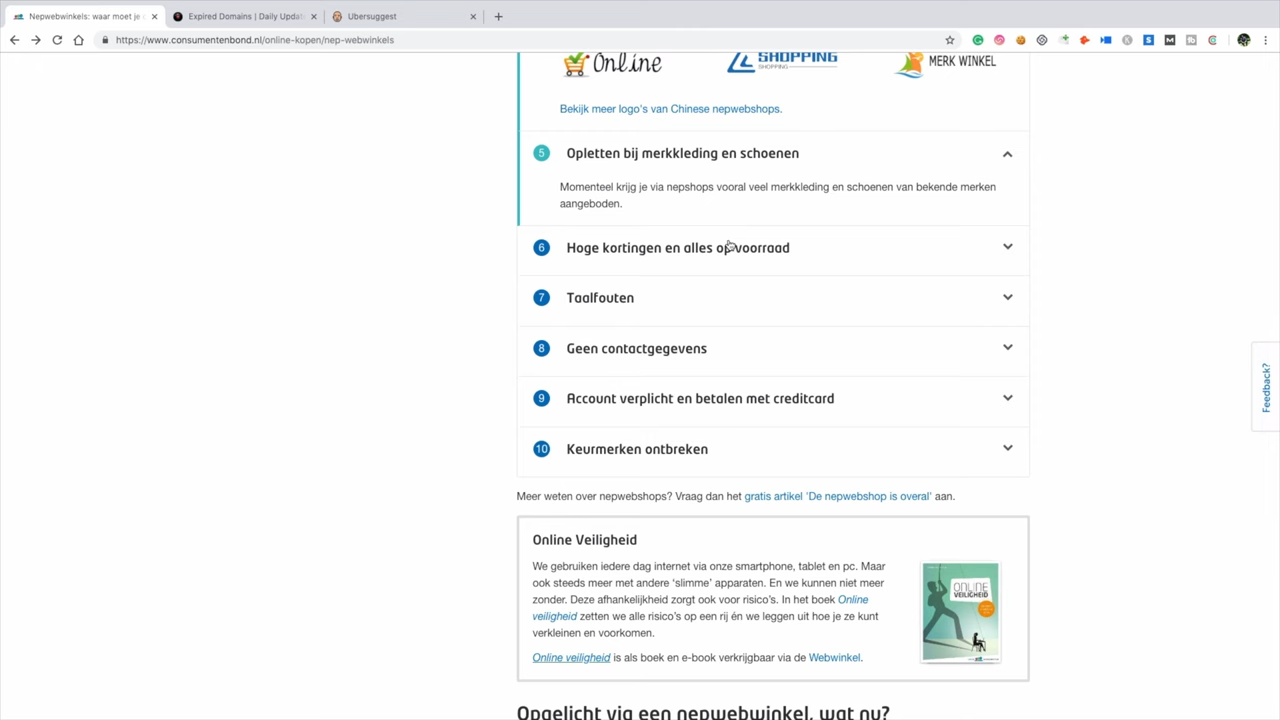 Nepwebwinkels: waar moet je o
Expired Domains | Daily Updat
Ubersuggest
https://www.consumentenbond.nl/online-kopen/nep-webwinkels
Online
SHOPPING
SHOPPING
MERK WINKEL
Bekijk meer logo's van Chinese nepwebshops.
5 Opletten bij merkkleding en schoenen
Momenteel krijg je via nepshops vooral veel merkkleding en schoenen van bekende merken
aangeboden.
6 Hoge kortingen en alles op voorraad
7 Taalfouten
8 Geen contactgegevens
9 Account verplicht en betalen met creditcard
10 Keurmerken ontbreken
Meer weten over nepwebshops? Vraag dan het gratis artikel 'De nepwebshop is overal' aan.
Online Veiligheid
We gebruiken iedere dag internet via onze smartphone, tablet en pc. Maar
ook steeds meer met andere 'slimme' apparaten. En we kunnen niet meer
zonder. Deze afhankelijkheid zorgt ook voor risico's. In het boek Online
veiligheid zetten we alle risico's op een rij én we leggen uit hoe je ze kunt
verkleinen en voorkomen.
Online veiligheid is als boek en e-book verkrijgbaar via de Webwinkel.
ONLINE
VEILIGHEID
Feedback?
Opgelicht via een nepwebwinkel, wat nu?